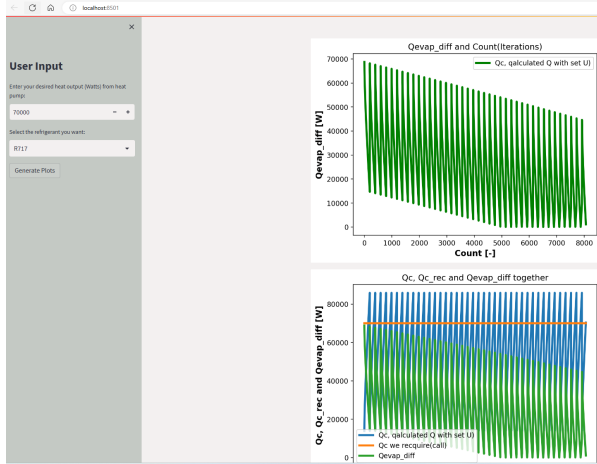 localhost:8501
×
User Input
Enter your desired heat output (Watts) from heat
pump:
70000
− +
Select the refrigerant you want:
R717
Generate Plots
Qevap_diff and Count(Iterations)
Qc, qalculated Q with set U)
Qevap_diff [W]
70000
60000
50000
40000
30000
20000
10000
0
0 1000 2000 3000 4000 5000 6000 7000 8000
Count [-]
Qc, Qc_rec and Qevap_diff together
Qc, Qc_rec and Qevap_diff [W]
80000
60000
40000
20000
0
Qc, qalculated Q with set U)
Qc we recquire(call)
Qevap_diff